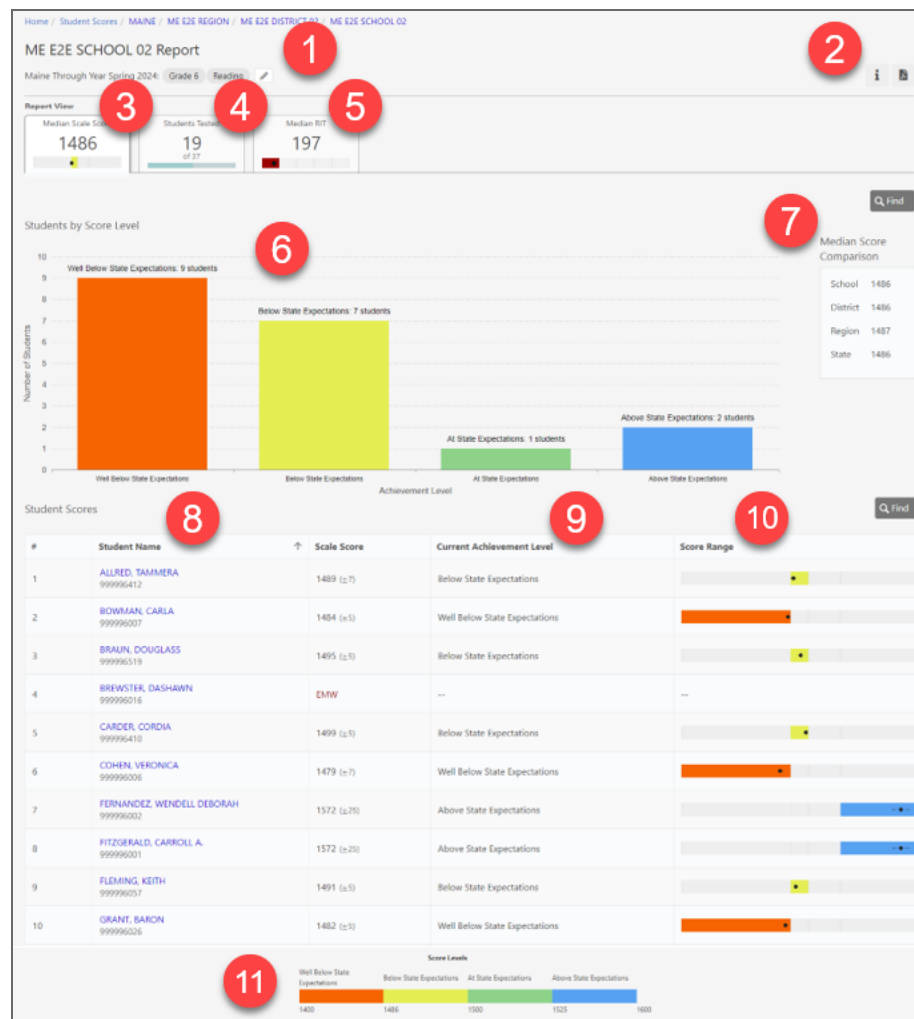 Home / Student Scores / MAINE / ME E2E REGION / ME E2E DISTRICT 02 / ME E2E SCHOOL 02
ME E2E SCHOOL 02 Report
1
2
Maine Through Year Spring 2024: Grade 6 Reading
Report View
3
4
5
Median Scale Score
Students Tested
Median RIT
1486
19
197
of 37
Find
Students by Score Level
6
7
Median Score
Comparison
School 1486
District 1486
Region 1487
State 1486
Number of Students
10
9
8
7
6
5
4
3
2
1
0
Well Below State Expectations: 9 students
Below State Expectations: 7 students
At State Expectations: 1 students
Above State Expectations: 2 students
Well Below State Expectations
Below State Expectations
At State Expectations
Above State Expectations
Achievement Level
Student Scores
8
9
10
Find
# Student Name Scale Score Current Achievement Level Score Range
1 ALLRED, TAMMERA 1489 (±7) Below State Expectations
999996412
2 BOWMAN, CARLA 1484 (±5) Well Below State Expectations
999996007
3 BRAUN, DOUGLASS 1495 (±5) Below State Expectations
999996519
4 BREWSTER, DASHAWN EMW -- --
999996016
5 CARDER, CORDIA 1499 (±5) Below State Expectations
999996410
6 COHEN, VERONICA 1479 (±7) Well Below State Expectations
999996006
7 FERNANDEZ, WENDELL DEBORAH 1572 (±25) Above State Expectations
999996002
8 FITZGERALD, CARROLL A. 1572 (±25) Above State Expectations
999996001
9 FLEMING, KEITH 1491 (±5) Below State Expectations
999996057
10 GRANT, BARON 1482 (±5) Well Below State Expectations
999996026
11
Score Levels
Well Below State
Expectations
Below State Expectations
At State Expectations
Above State Expectations
1400 1486 1500 1525 1600